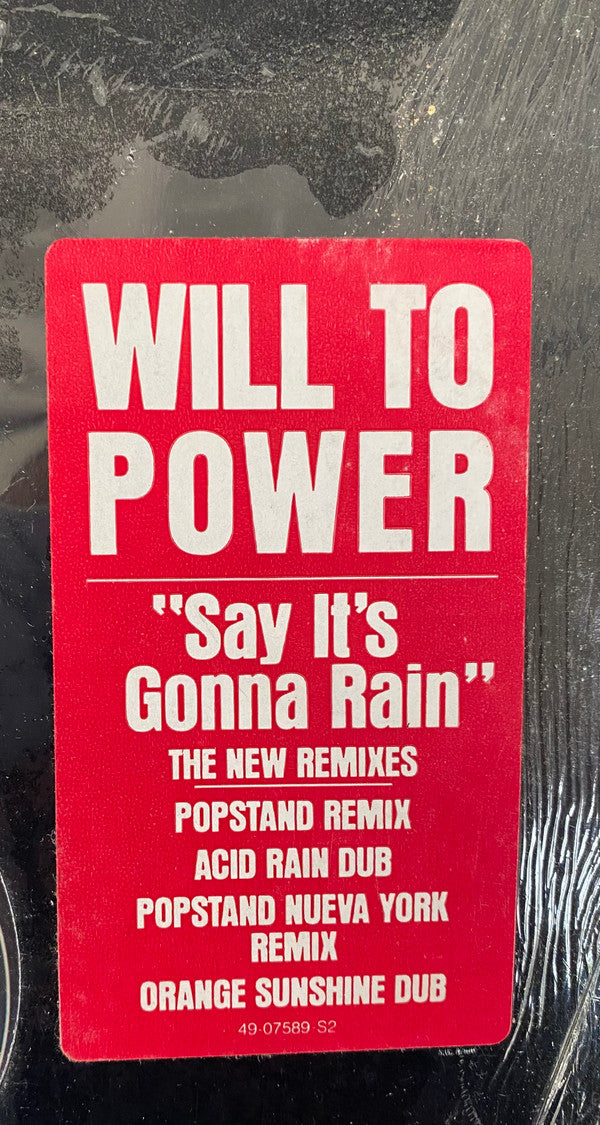 WILL TO
POWER
"Say It's
Gonna Rain"
THE NEW REMIXES
POPSTAND REMIX
ACID RAIN DUB
POPSTAND NUEVA YORK
REMIX
ORANGE SUNSHINE DUB
49-07589-S2